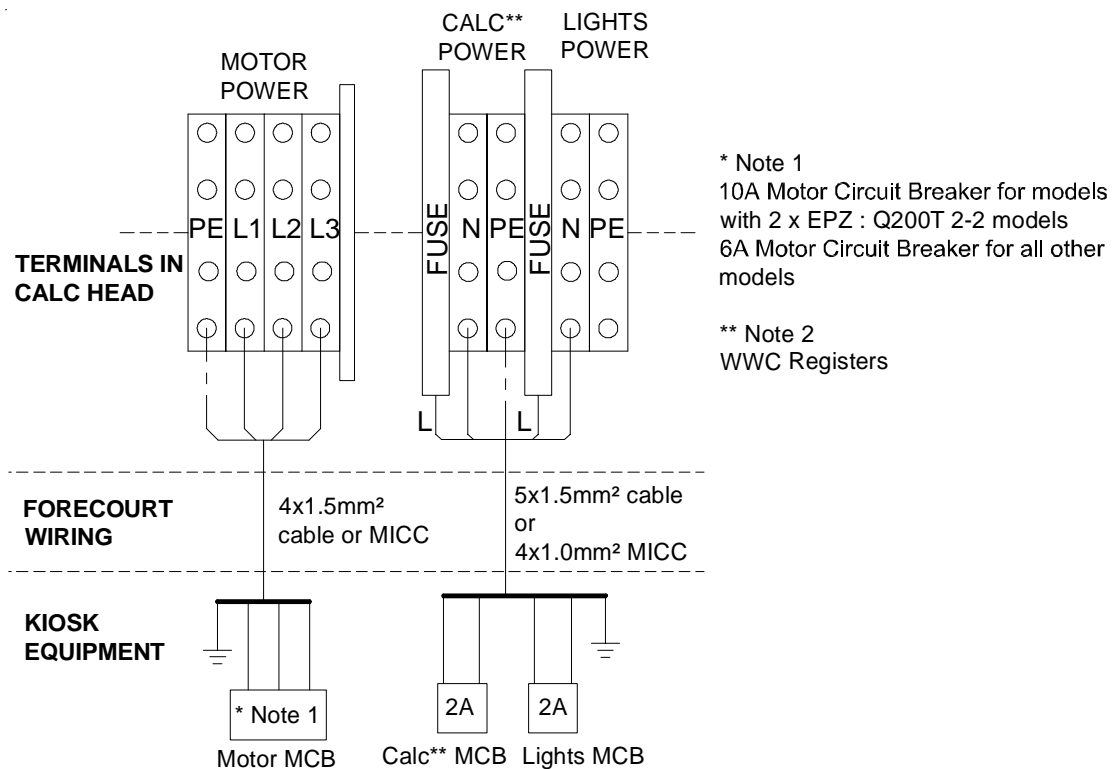 CALC**
POWER
LIGHTS
POWER
MOTOR
POWER
PE L1 L2 L3 FUSE N PE FUSE N PE
TERMINALS IN
CALC HEAD
L L
* Note 1
10A Motor Circuit Breaker for models
with 2 x EPZ : Q200T 2-2 models
6A Motor Circuit Breaker for all other
models
** Note 2
WWC Registers
FORECOURT
WIRING
4x1.5mm²
cable or MICC
5x1.5mm² cable
or
4x1.0mm² MICC
KIOSK
EQUIPMENT
* Note 1
Motor MCB
2A
Calc** MCB
2A
Lights MCB